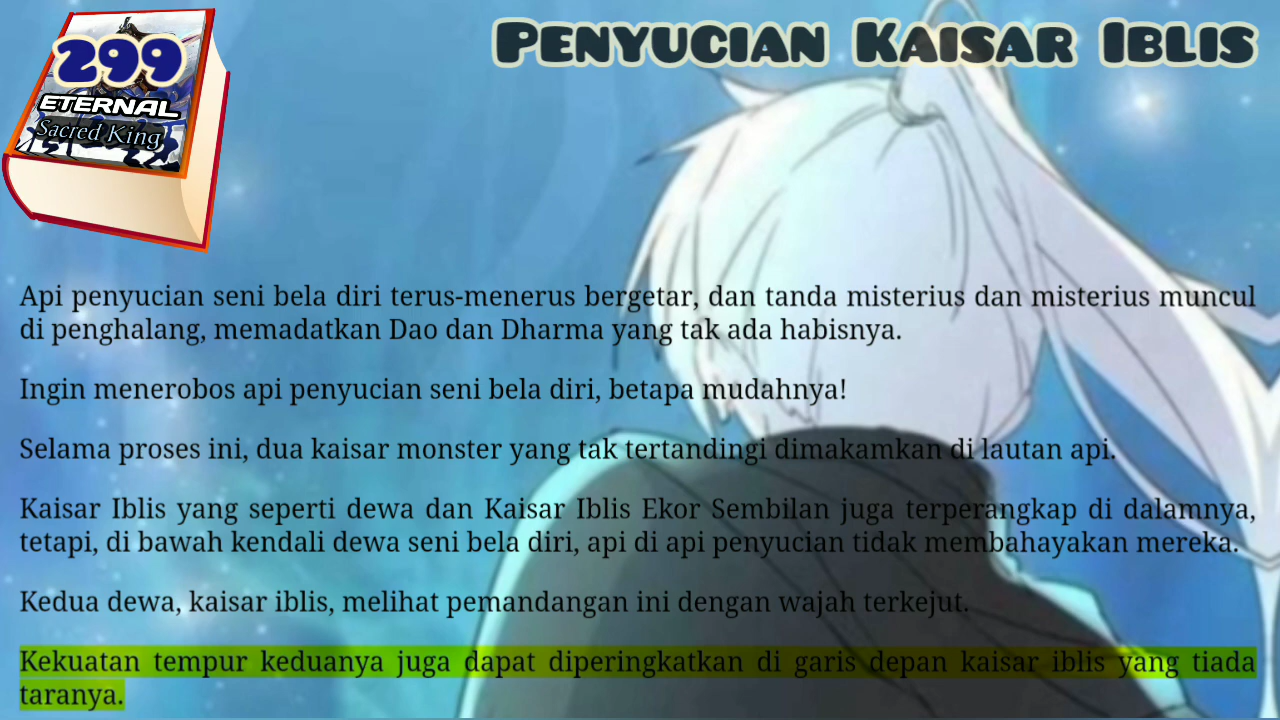 299
ETERNAL
Sacred King
Penyucian Kaisar Iblis
Api penyucian seni bela diri terus-menerus bergetar, dan tanda misterius dan misterius muncul
di penghalang, memadatkan Dao dan Dharma yang tak ada habisnya.
Ingin menerobos api penyucian seni bela diri, betapa mudahnya!
Selama proses ini, dua kaisar monster yang tak tertandingi dimakamkan di lautan api.
Kaisar Iblis yang seperti dewa dan Kaisar Iblis Ekor Sembilan juga terperangkap di dalamnya,
tetapi, di bawah kendali dewa seni bela diri, api di api penyucian tidak membahayakan mereka.
Kedua dewa, kaisar iblis, melihat pemandangan ini dengan wajah terkejut.
Kekuatan tempur keduanya juga dapat diperingkatkan di garis depan kaisar iblis yang tiada
taranya.